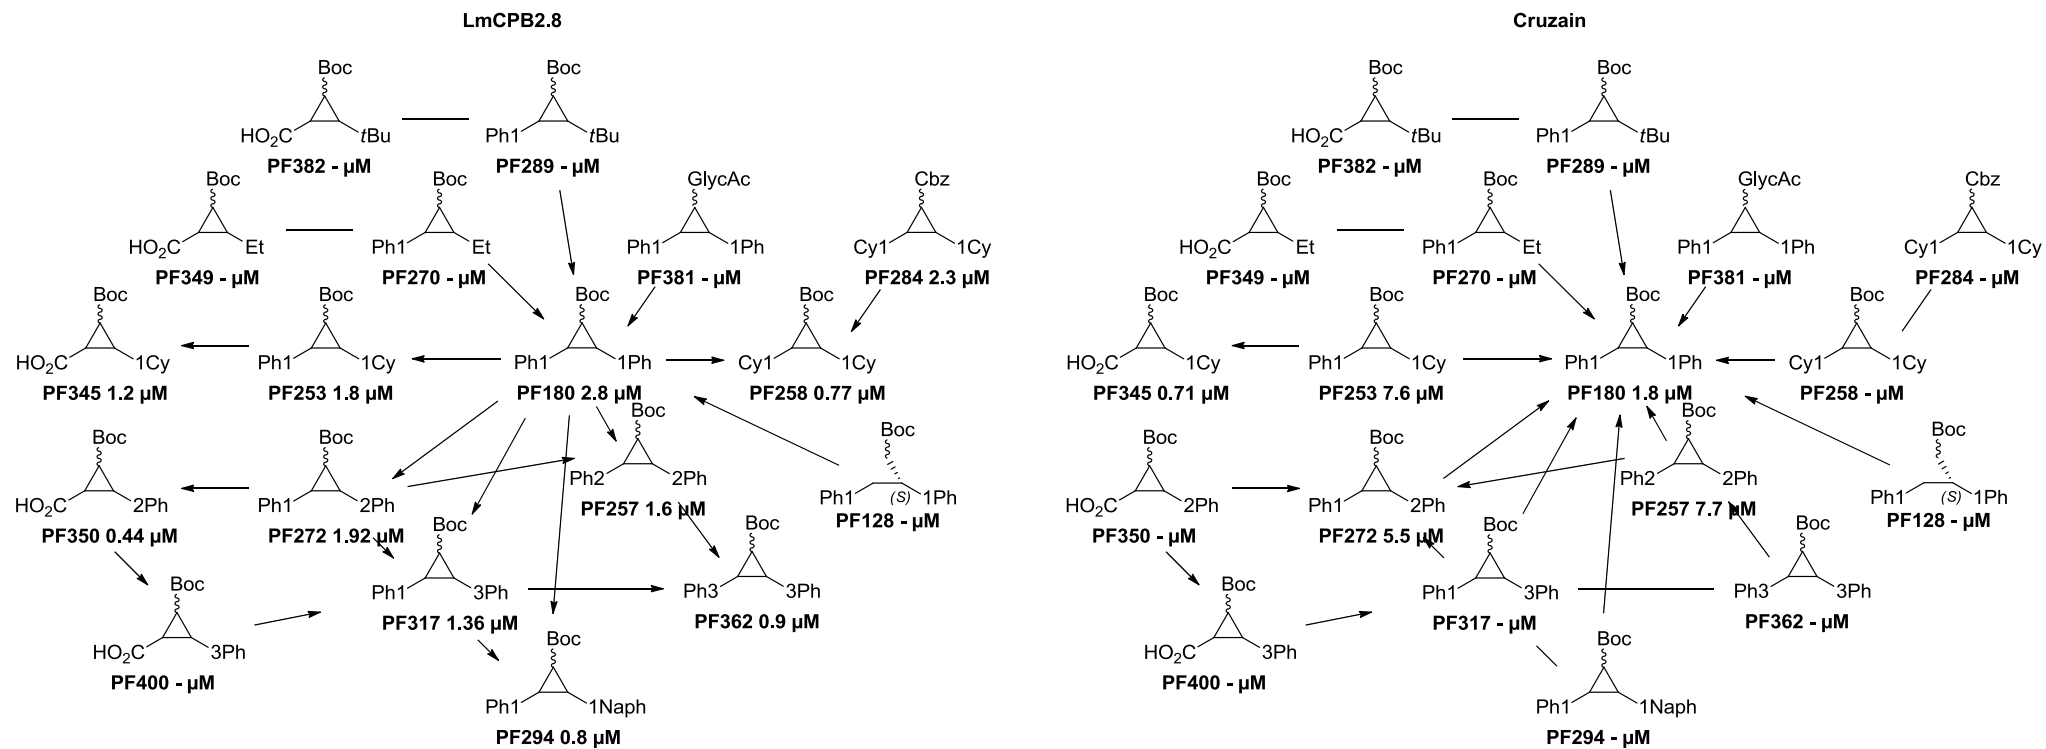 LmCPB2.8
Boc
Boc
HO2C
tBu
Ph1
tBu
PF382 - µM
PF289 - µM
Boc
Boc
GlycAc
Cbz
HO2C
Et
Ph1
Et
Ph1
1Ph
Cy1
1Cy
PF349 - µM
PF270 - µM
PF381 - µM
PF284 2.3 µM
Boc
Boc
Boc
Boc
HO2C
1Cy
Ph1
1Cy
Ph1
1Ph
Cy1
1Cy
PF345 1.2 µM
PF253 1.8 µM
PF180 2.8 µM
PF258 0.77 µM
Boc
Boc
Boc
Boc
HO2C
2Ph
Ph1
2Ph
Ph2
2Ph
Ph1
(S)
1Ph
PF350 0.44 µM
PF272 1.92 µM
PF257 1.6 µM
PF128 - µM
Boc
Boc
Boc
HO2C
3Ph
Ph1
3Ph
Ph3
3Ph
PF400 - µM
PF317 1.36 µM
PF362 0.9 µM
Boc
Ph1
1Naph
PF294 0.8 µM
Cruzain
Boc
Boc
HO2C
tBu
Ph1
tBu
PF382 - µM
PF289 - µM
Boc
Boc
GlycAc
Cbz
HO2C
Et
Ph1
Et
Ph1
1Ph
Cy1
1Cy
PF349 - µM
PF270 - µM
PF381 - µM
PF284 - µM
Boc
Boc
Boc
Boc
HO2C
1Cy
Ph1
1Cy
Ph1
1Ph
Cy1
1Cy
PF345 0.71 µM
PF253 7.6 µM
PF180 1.8 µM
PF258 - µM
Boc
Boc
Boc
Boc
HO2C
2Ph
Ph1
2Ph
Ph2
2Ph
Ph1
(S)
1Ph
PF350 - µM
PF272 5.5 µM
PF257 7.7 µM
PF128 - µM
Boc
Boc
Boc
HO2C
3Ph
Ph1
3Ph
Ph3
3Ph
PF400 - µM
PF317 - µM
PF362 - µM
Boc
Ph1
1Naph
PF294 - µM